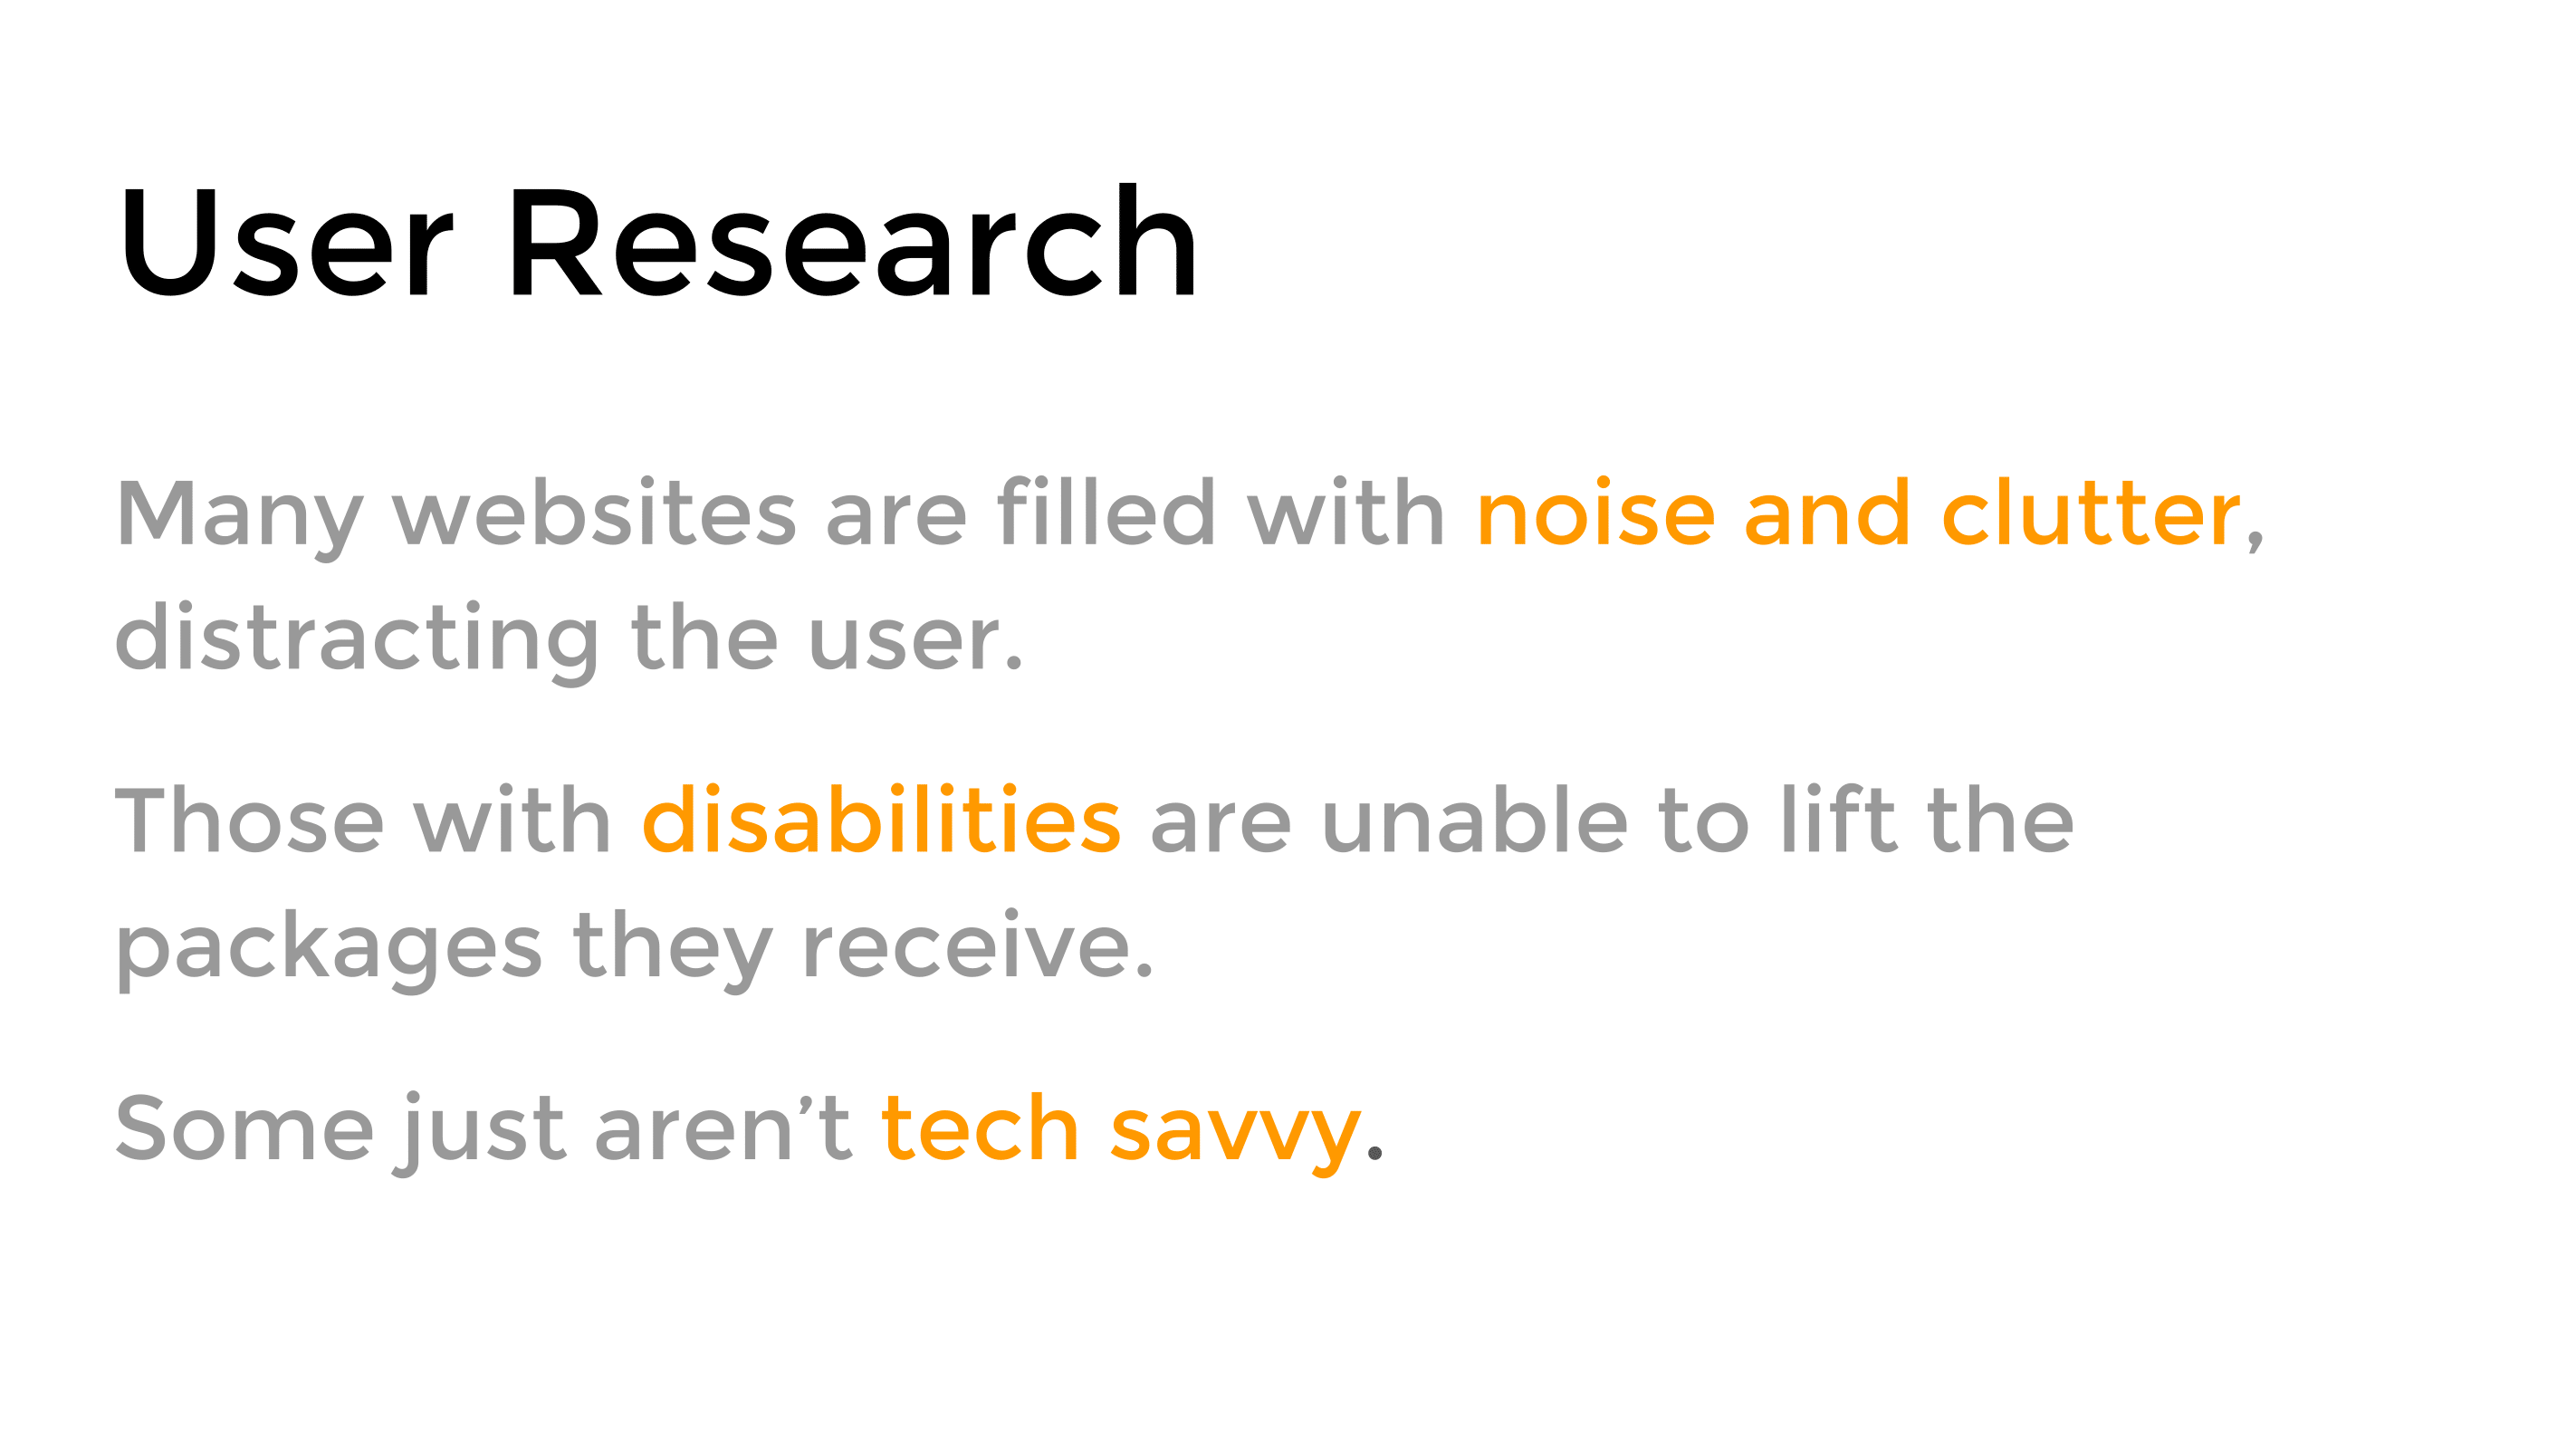 User Research
Many websites are filled with noise and clutter,
distracting the user.
Those with disabilities are unable to lift the
packages they receive.
Some just aren’t tech savvy.